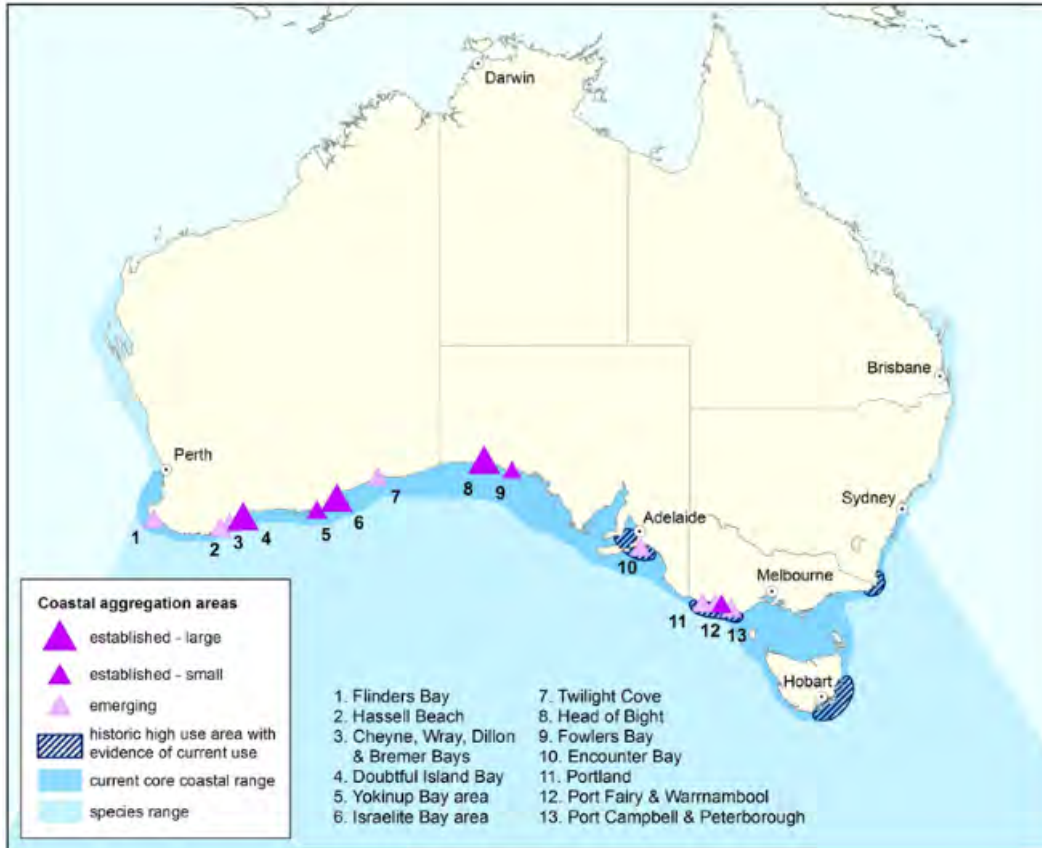 Darwin
Brisbane
Perth
Sydney
Adelaide
Melbourne
Hobart
1
2
3
4
5
6
7
8
9
10
11
12
13
Coastal aggregation areas
established - large
established - small
emerging
historic high use area with
evidence of current use
current core coastal range
species range
1. Flinders Bay
2. Hassell Beach
3. Cheyne, Wray, Dillon
& Bremer Bays
4. Doubtful Island Bay
5. Yokinup Bay area
6. Israelite Bay area
7. Twilight Cove
8. Head of Bight
9. Fowlers Bay
10. Encounter Bay
11. Portland
12. Port Fairy & Warrnambool
13. Port Campbell & Peterborough